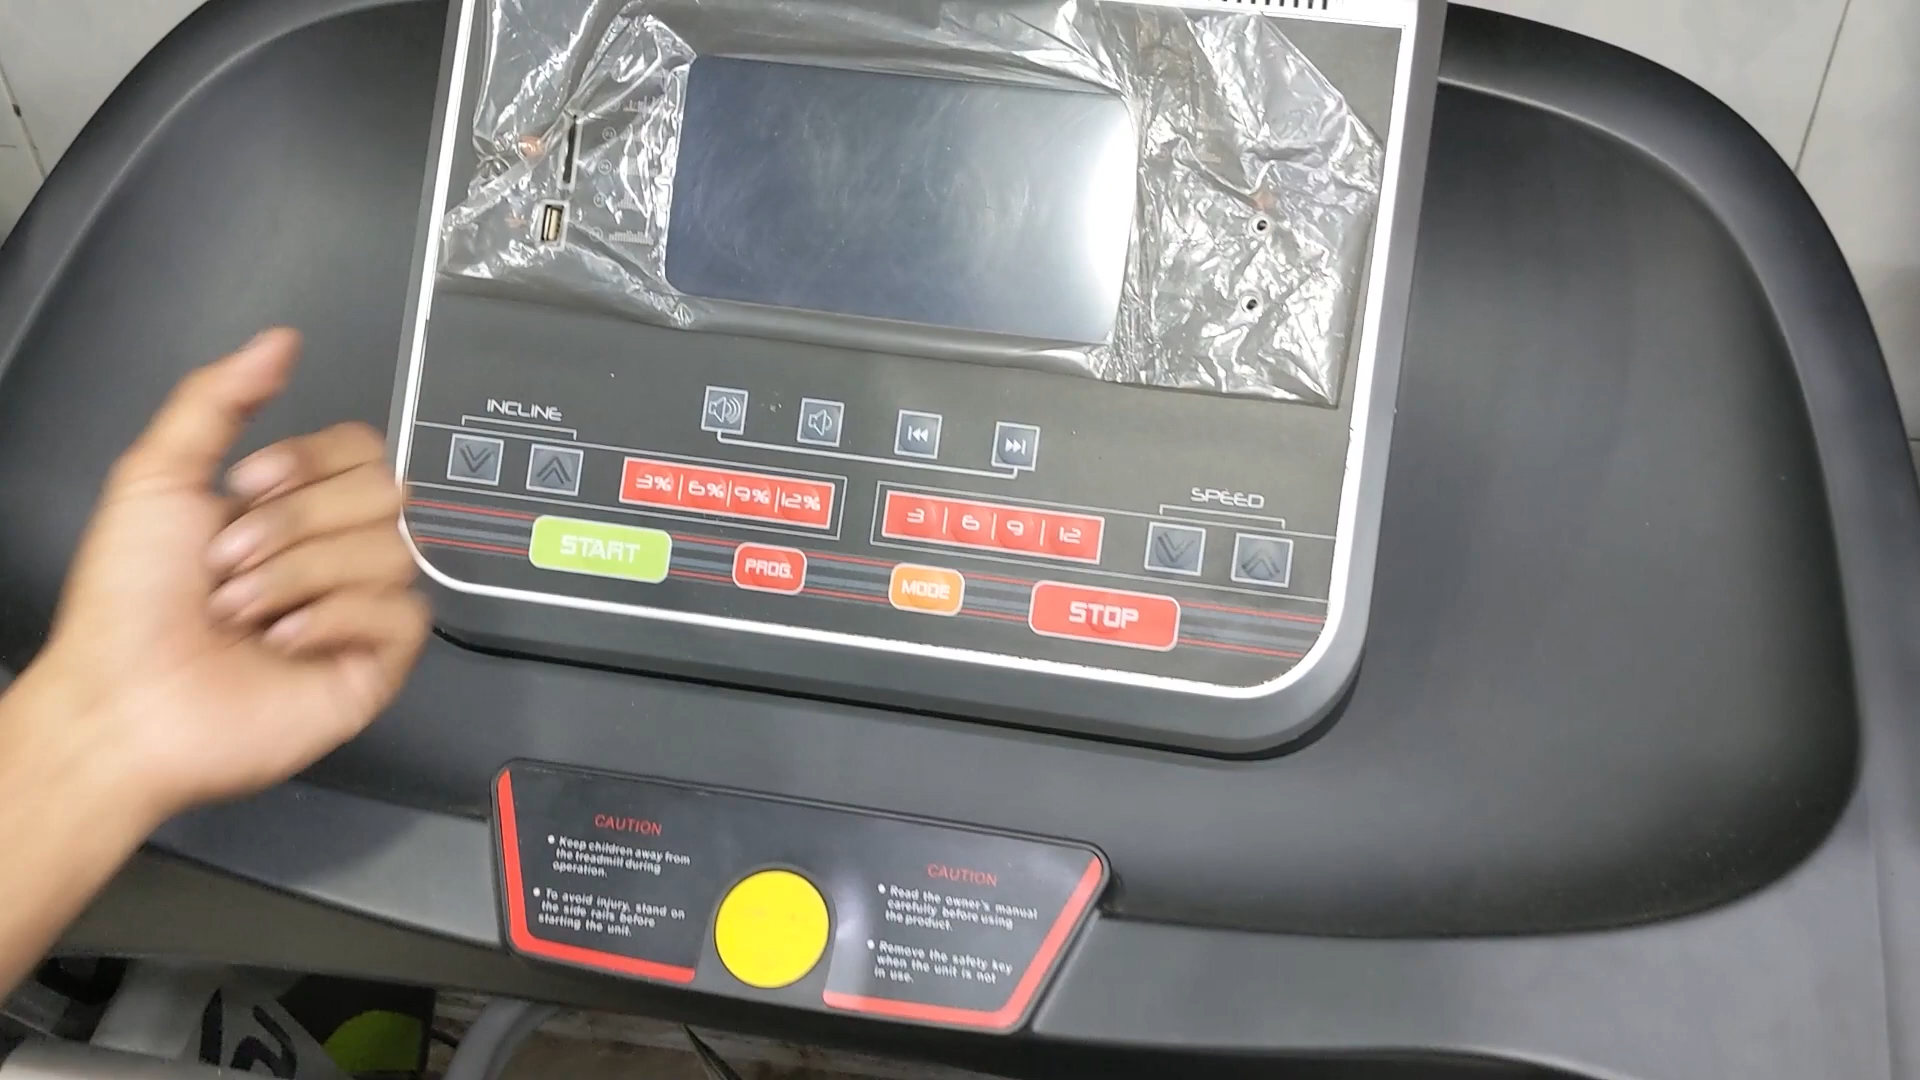 INCLINE
3% | 6% | 9% | 12%
3 | 6 | 9 | 12
SPEED
START
PROG.
MODE
STOP
CAUTION
• Keep children away from
the treadmill during
operation.
• To avoid injury, stand on
the side rails before
starting the unit.
CAUTION
• Read the owner's manual
carefully before using
the product.
• Remove the safety key
when the unit is not
in use.